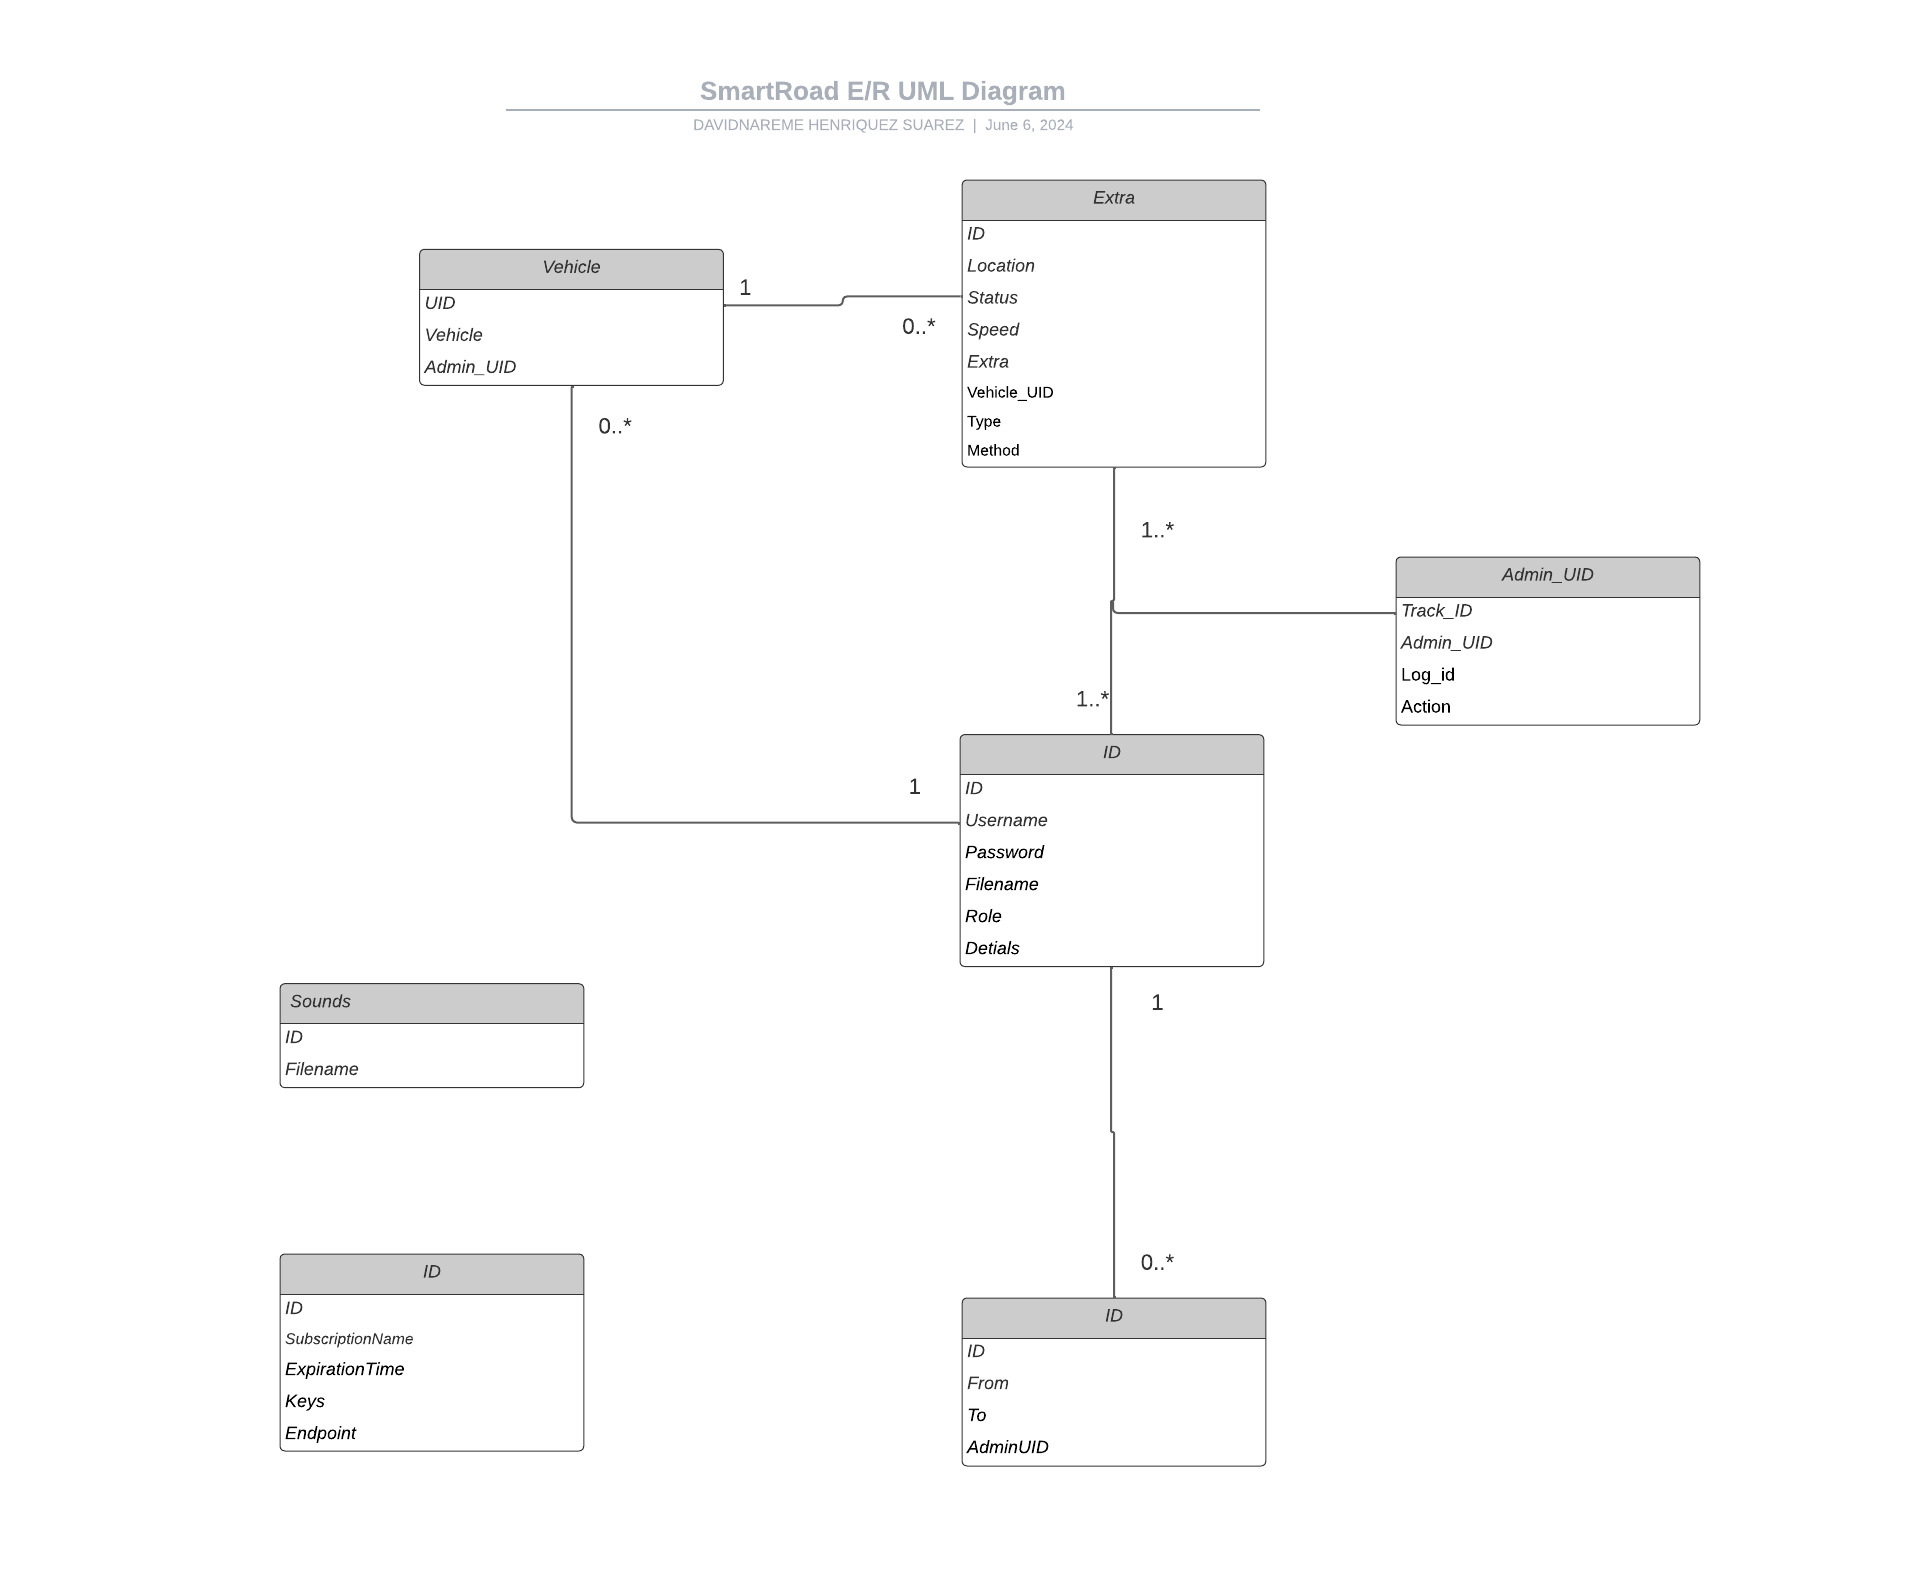 SmartRoad E/R UML Diagram
DAVIDNAREME HENRIQUEZ SUAREZ | June 6, 2024
Extra
ID
Location
Status
Speed
Extra
Vehicle_UID
Type
Method
Vehicle
UID
Vehicle
Admin_UID
1
0..*
0..*
1..*
Admin_UID
Track_ID
Admin_UID
Log_id
Action
1..*
1
ID
ID
Username
Password
Filename
Role
Detials
1
Sounds
ID
Filename
0..*
ID
ID
SubscriptionName
ExpirationTime
Keys
Endpoint
ID
ID
From
To
AdminUID